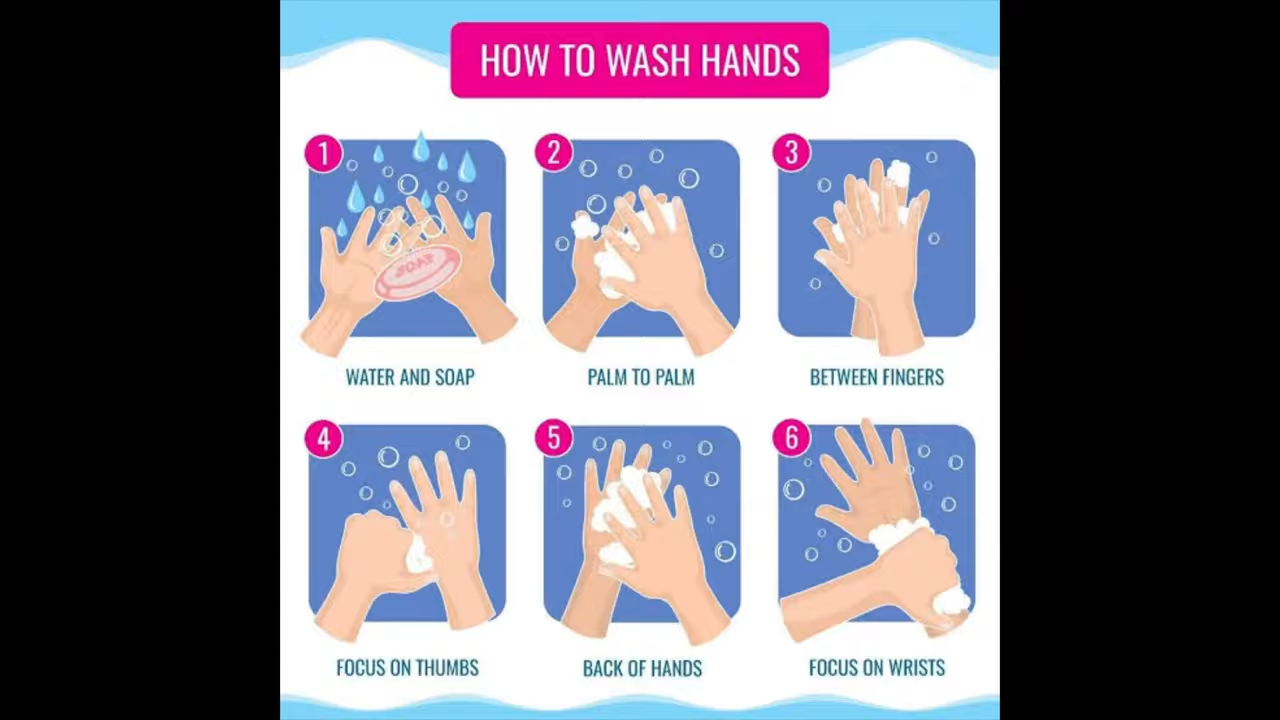 HOW TO WASH HANDS
1
2
3
SOAP
WATER AND SOAP
PALM TO PALM
BETWEEN FINGERS
4
5
6
FOCUS ON THUMBS
BACK OF HANDS
FOCUS ON WRISTS